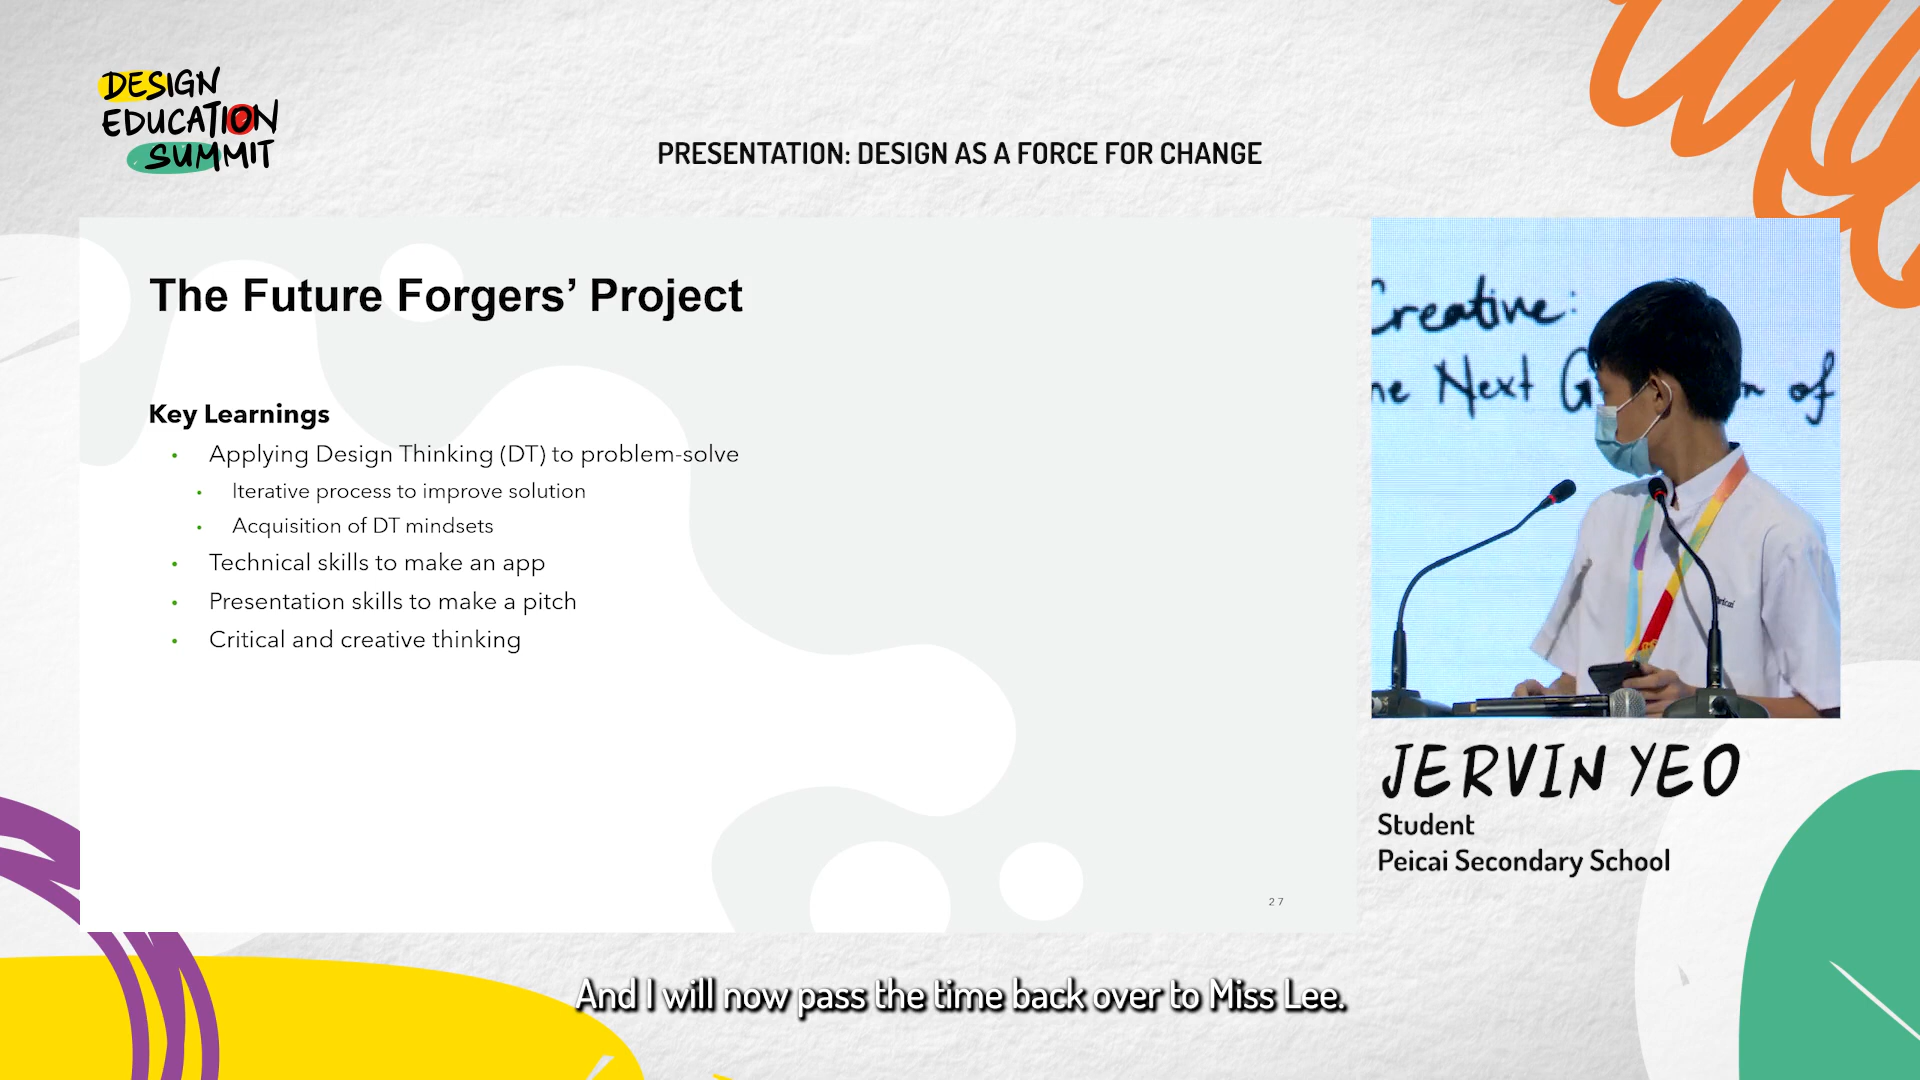 DESIGN
EDUCATION
SUMMIT
PRESENTATION: DESIGN AS A FORCE FOR CHANGE
The Future Forgers’ Project
Key Learnings
• Applying Design Thinking (DT) to problem-solve
• Iterative process to improve solution
• Acquisition of DT mindsets
• Technical skills to make an app
• Presentation skills to make a pitch
• Critical and creative thinking
27
Creative:
Next of
JERVIN YEO
Student
Peicai Secondary School
And I will now pass the time back over to Miss Lee.